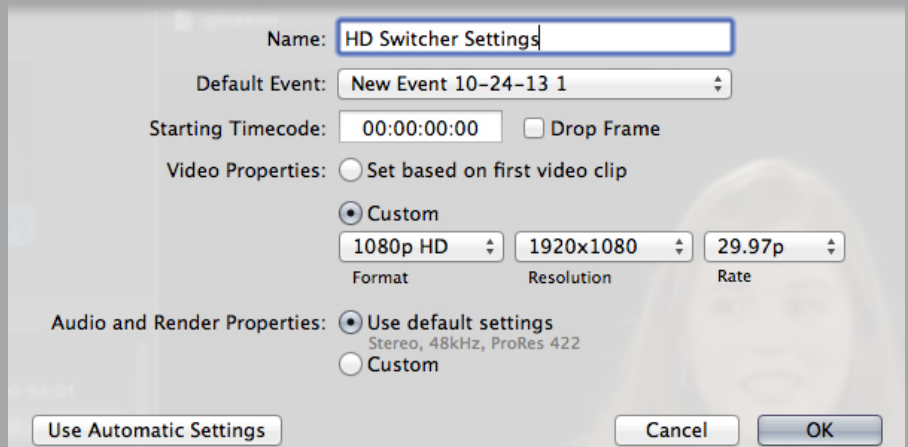 Name: HD Switcher Settings
Default Event: New Event 10-24-13 1
Starting Timecode: 00:00:00:00 Drop Frame
Video Properties: Set based on first video clip
Custom
1080p HD 1920x1080 29.97p
Format Resolution Rate
Audio and Render Properties: Use default settings
Stereo, 48kHz, ProRes 422
Custom
Use Automatic Settings Cancel OK